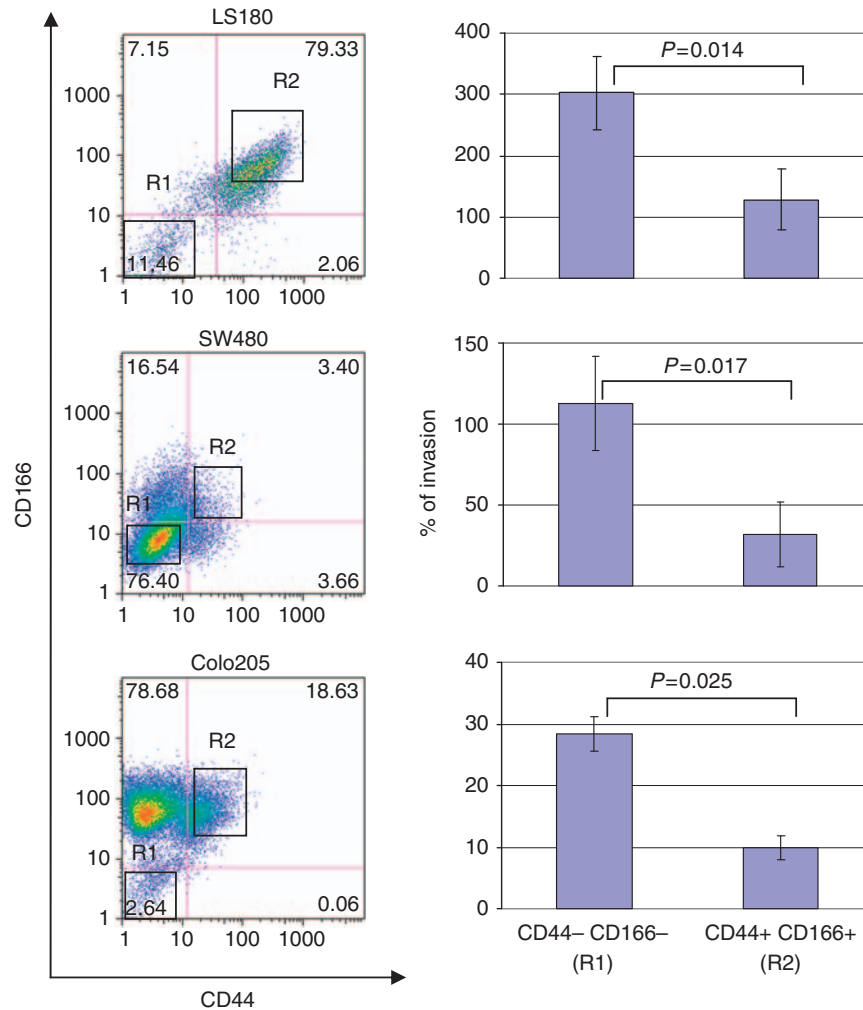 LS180
7.15 79.33
R2
R1
11.46 2.06
1000
100
10
1
1 10 100 1000
400
300
200
100
0
P=0.014
SW480
16.54 3.40
R2
R1
76.40 3.66
1000
100
10
1
1 10 100 1000
150
100
50
0
P=0.017
Colo205
78.68 18.63
R2
R1
2.64 0.06
1000
100
10
1
1 10 100 1000
40
30
20
10
0
P=0.025
CD166
CD44
% of invasion
CD44– CD166– CD44+ CD166+
(R1) (R2)